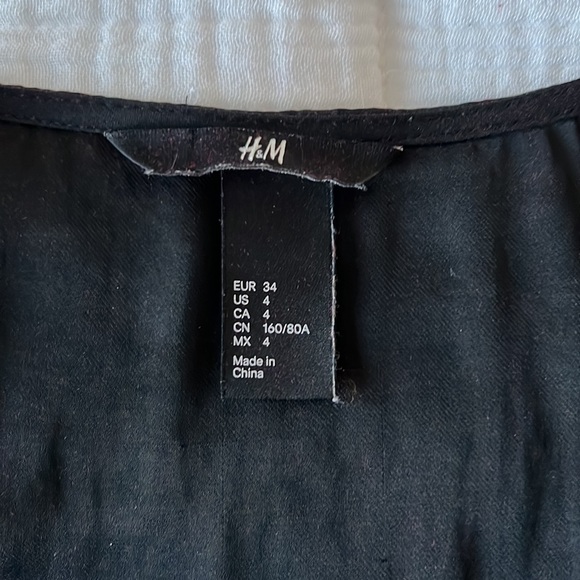 H&M
EUR 34
US 4
CA 4
CN 160/80A
MX 4
Made in
China